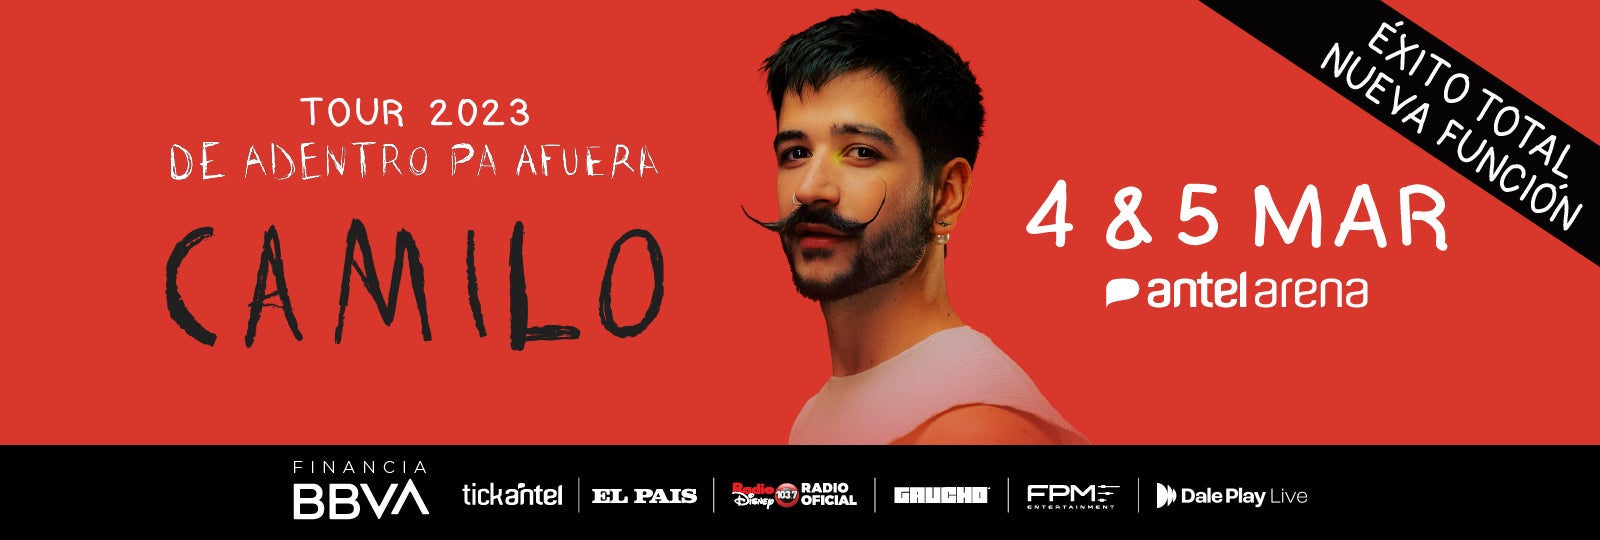 TOUR 2023
DE ADENTRO PA AFUERA
CAMILO
4 & 5 MAR
antel arena
ÉXITO TOTAL
NUEVA FUNCIÓN
FINANCIA
BBVA
tickantel
EL PAIS
Radio
Disney
103.7
RADIO
OFICIAL
GAUCHO
FPM
ENTERTAINMENT
Dale Play Live